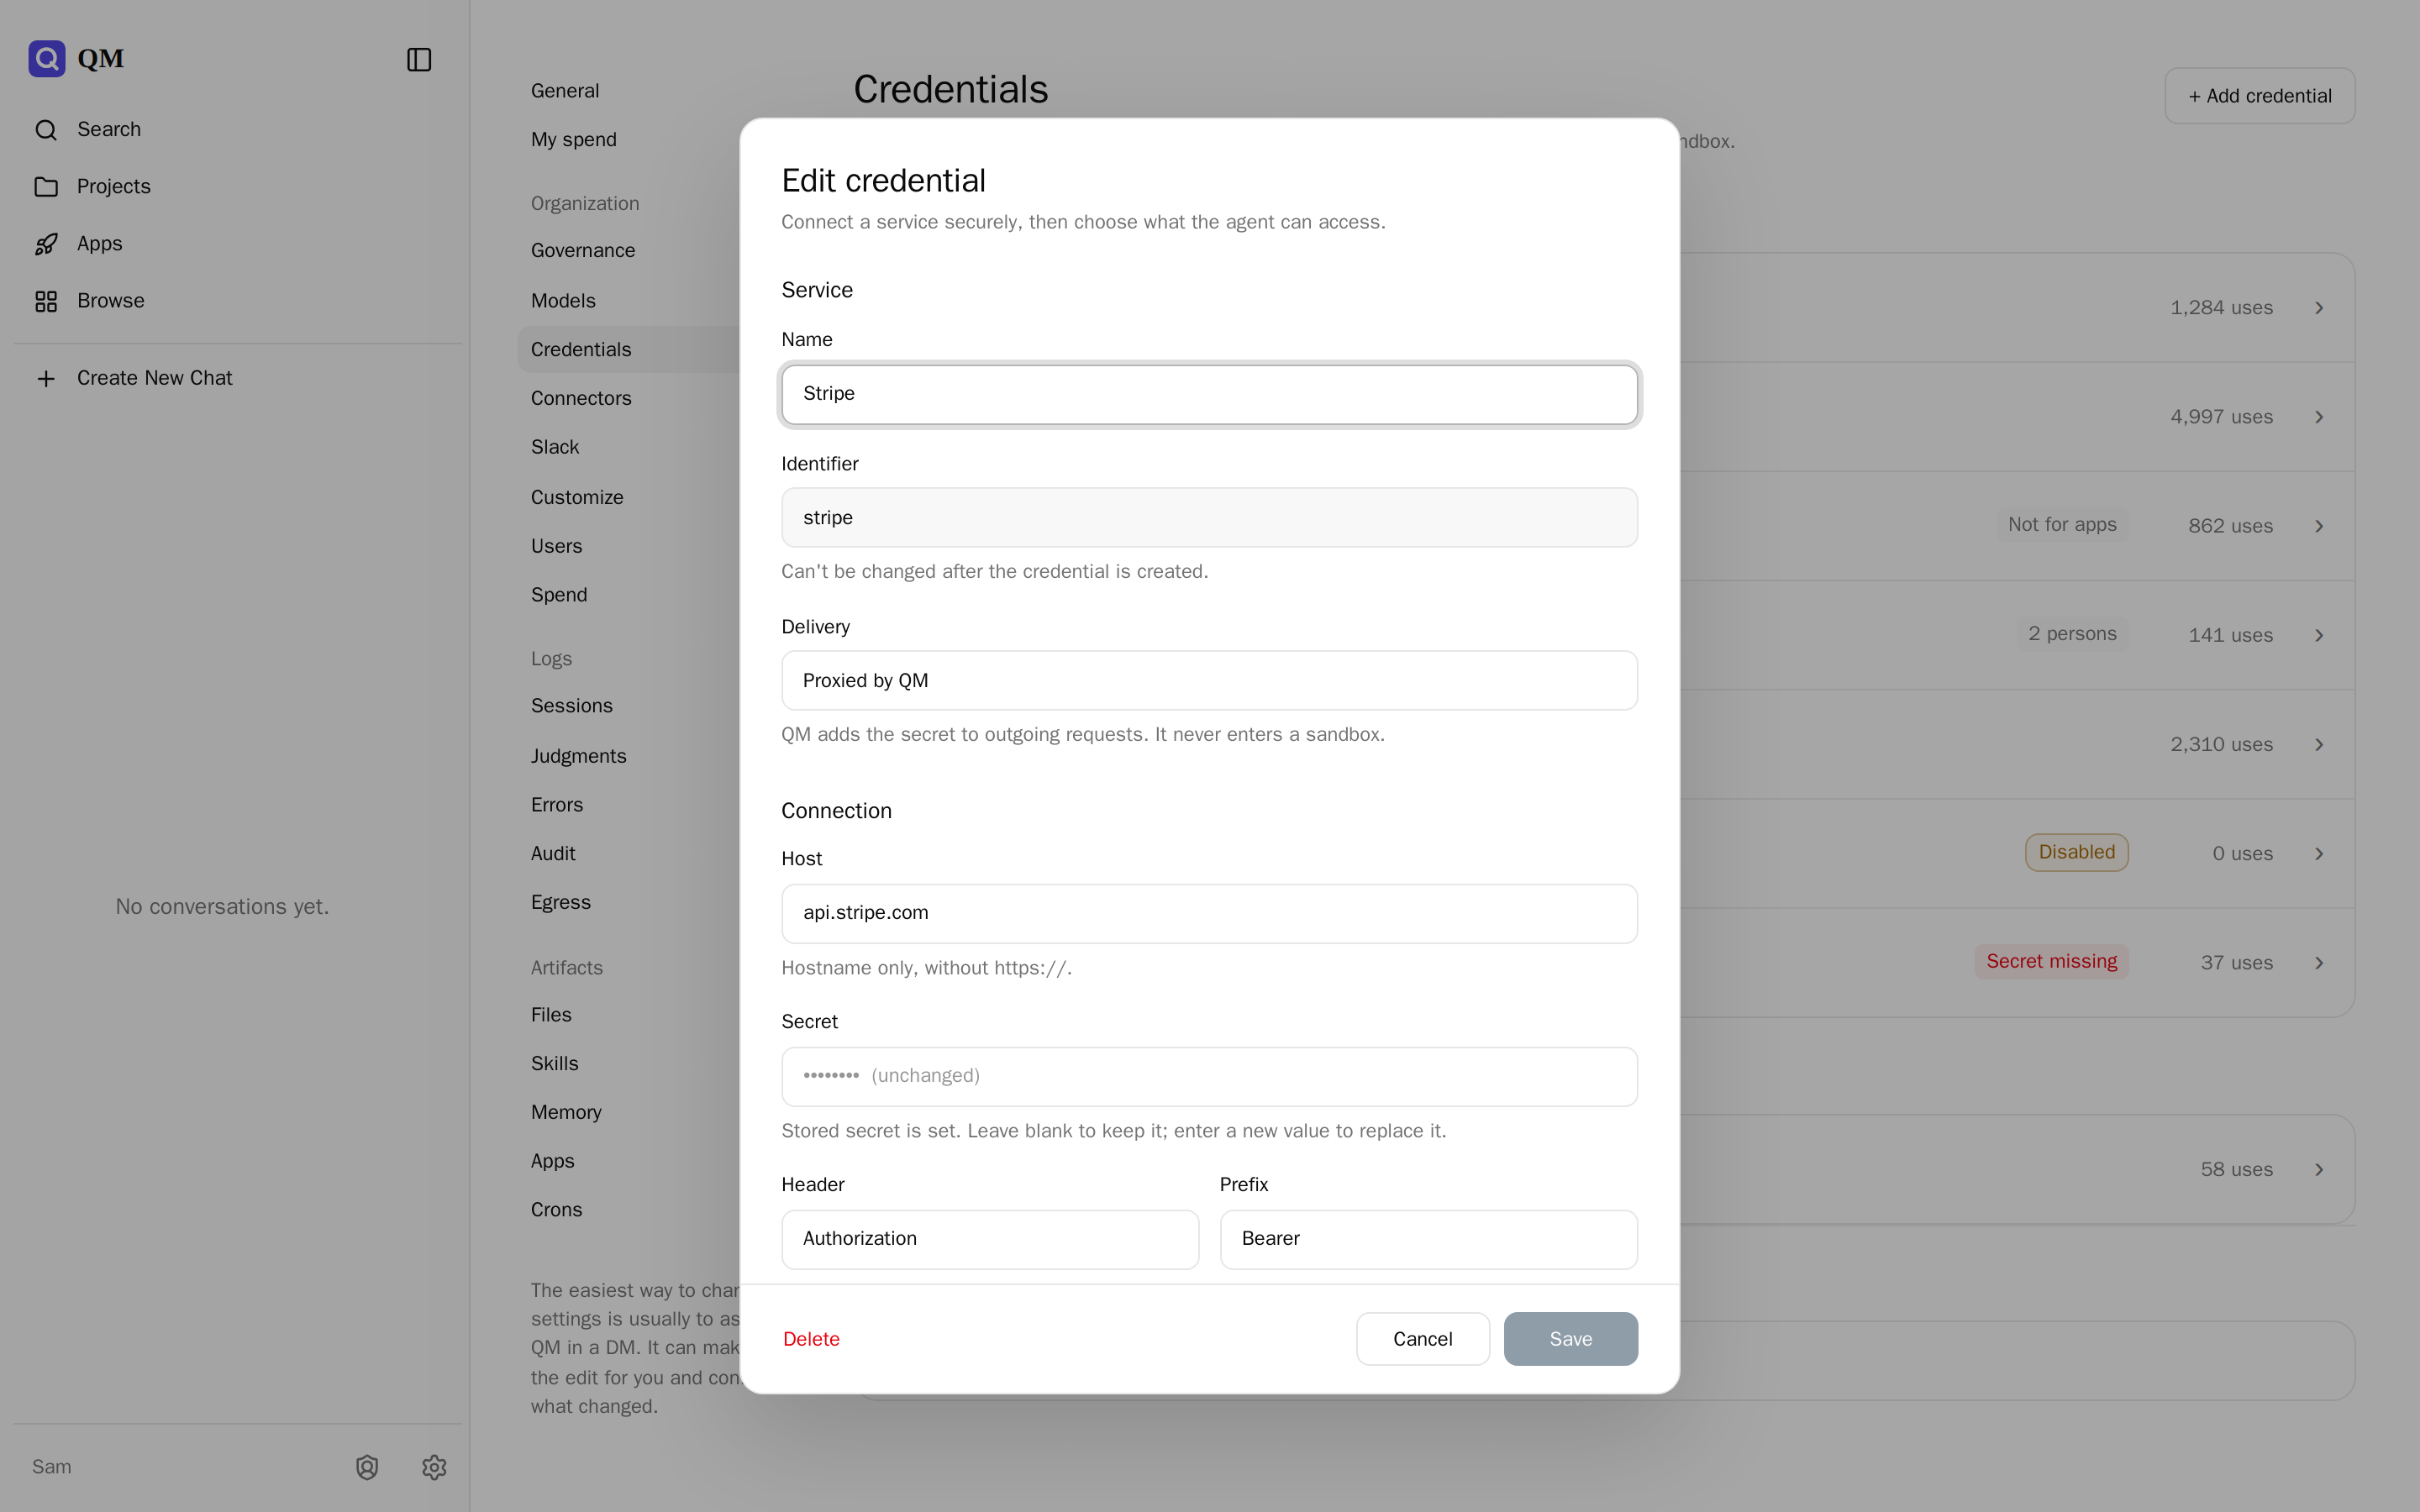 QM
Search
Projects
Apps
Browse
Create New Chat
No conversations yet.
Sam
General
My spend
Organization
Governance
Models
Credentials
Connectors
Slack
Customize
Users
Spend
Logs
Sessions
Judgments
Errors
Audit
Egress
Artifacts
Files
Skills
Memory
Apps
Crons
The easiest way to
settings is usually to
QM in a DM. It can
the edit for you and
what changed.
Credentials
+ Add credential
Edit credential
Connect a service securely, then choose what the agent can access.
Service
Name
Stripe
Identifier
stripe
Can't be changed after the credential is created.
Delivery
Proxied by QM
QM adds the secret to outgoing requests. It never enters a sandbox.
Connection
Host
api.stripe.com
Hostname only, without https://.
Secret
•••••••• (unchanged)
Stored secret is set. Leave blank to keep it; enter a new value to replace it.
Header
Prefix
Authorization
Bearer
Delete
Cancel
Save
1,284 uses
4,997 uses
Not for apps 862 uses
2 persons 141 uses
2,310 uses
Disabled 0 uses
Secret missing 37 uses
58 uses